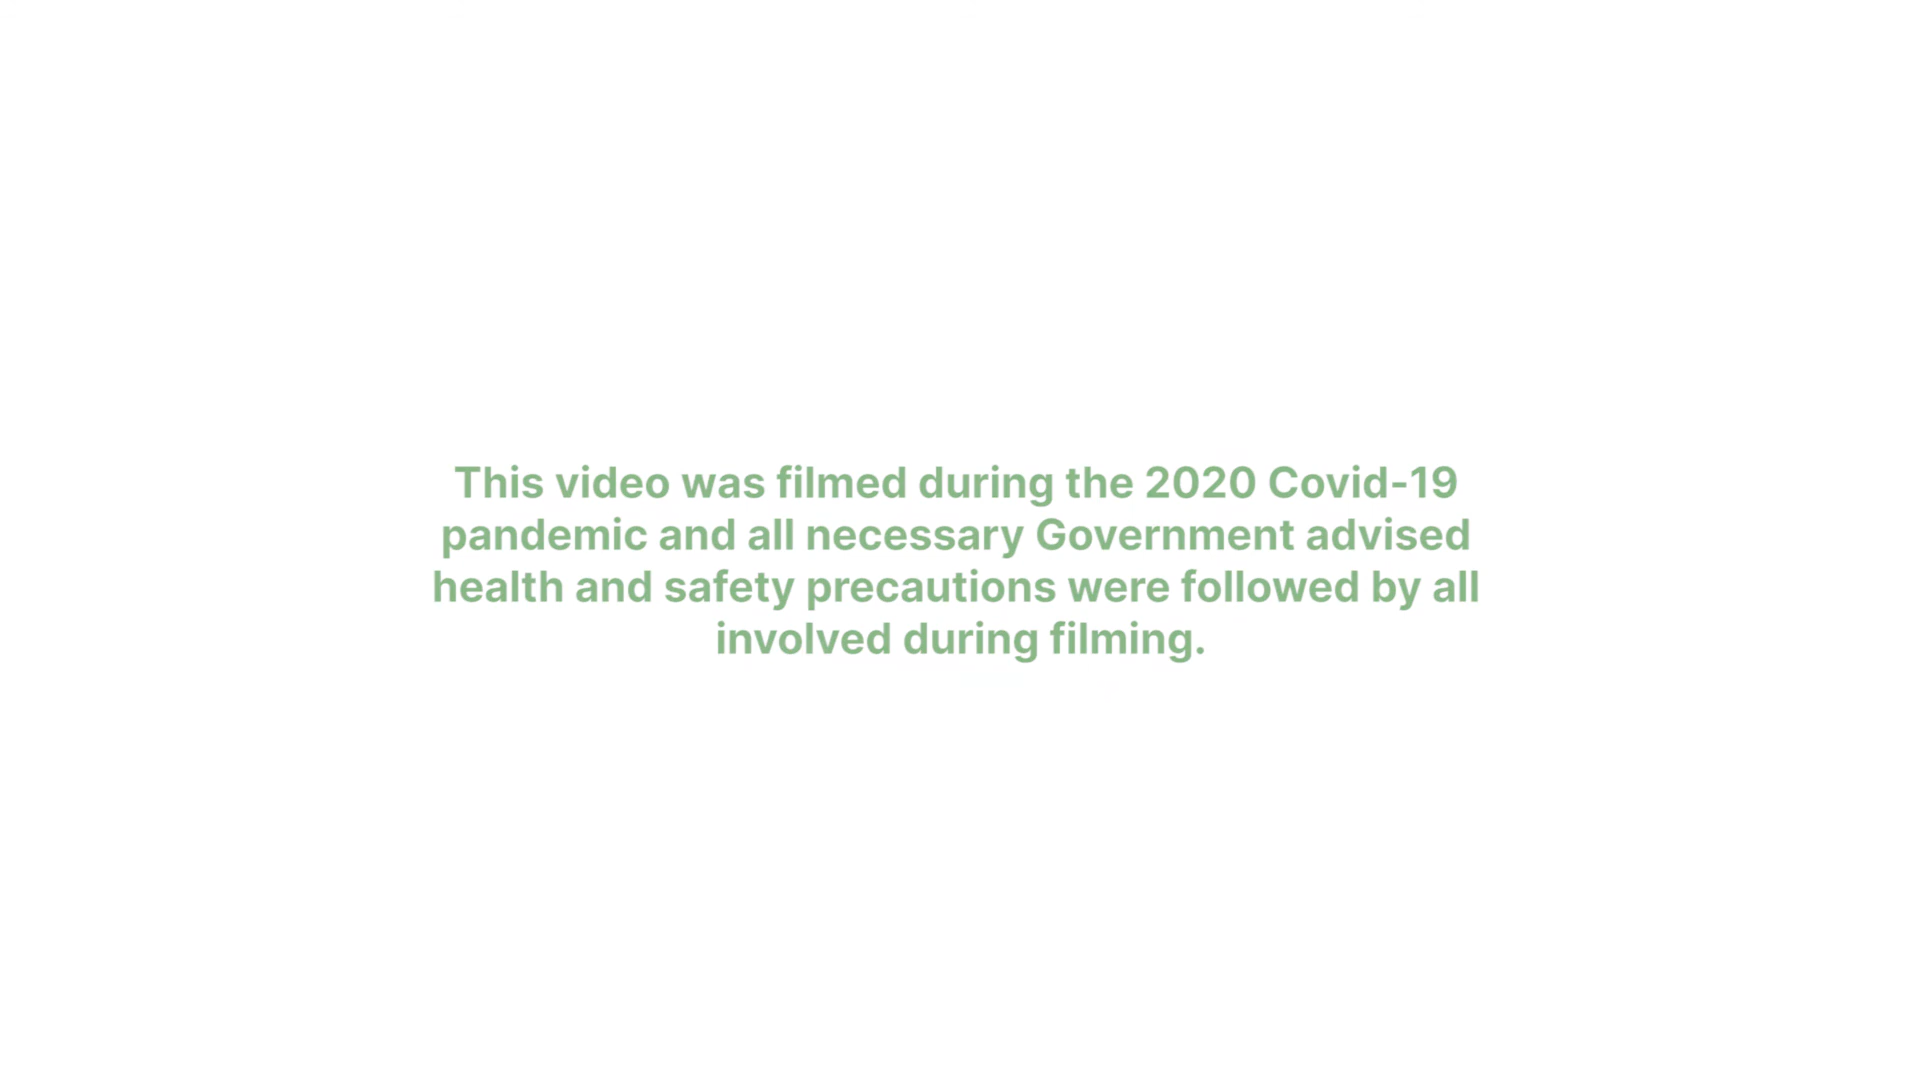 This video was filmed during the 2020 Covid-19
pandemic and all necessary Government advised
health and safety precautions were followed by all
involved during filming.